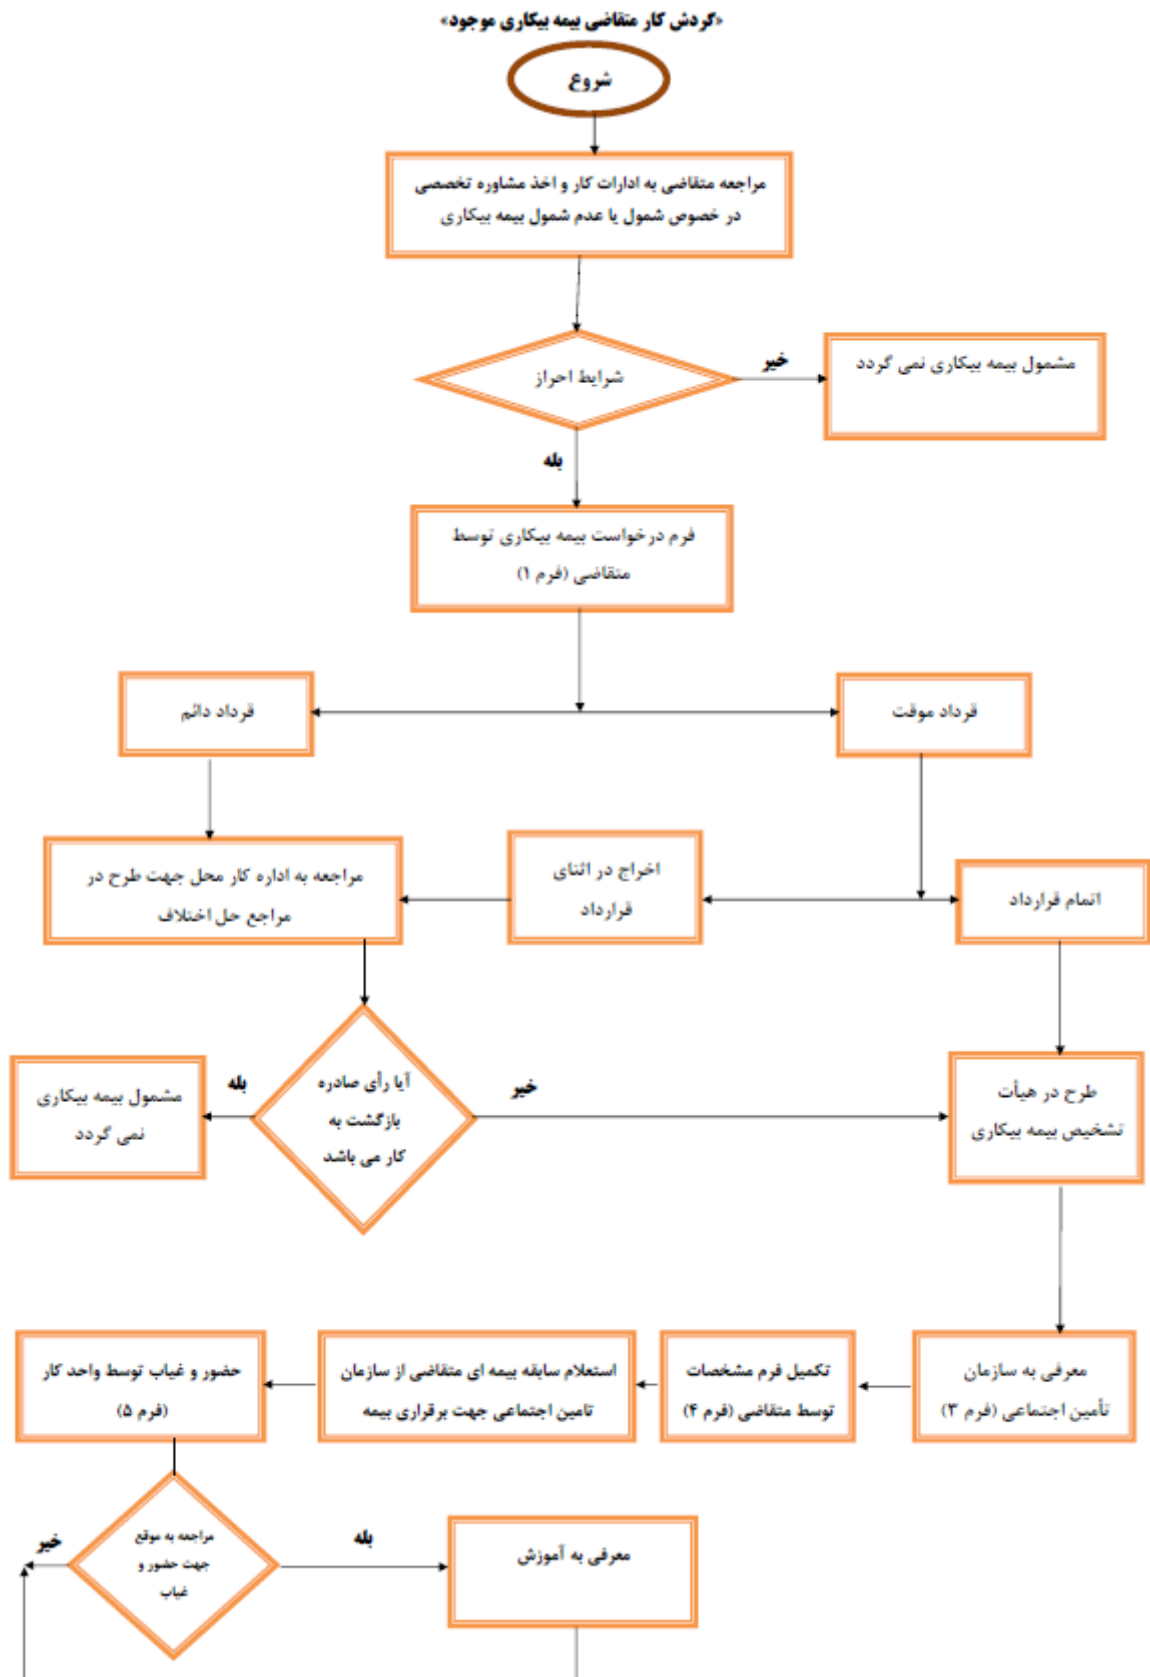 «گردش کار متقاضی بیمه بیکاری موجود»
شروع
مراجعه متقاضی به ادارات کار و اخذ مشاوره تخصصی
در خصوص شمول یا عدم شمول بیمه بیکاری
شرایط احراز
خیر
مشمول بیمه بیکاری نمی گردد
بله
فرم درخواست بیمه بیکاری توسط
متقاضی (فرم ۱)
قرداد موقت
قرداد دائم
اتمام قرارداد
اخراج در اثنای
قرارداد
مراجعه به اداره کار محل جهت طرح در
مراجع حل اختلاف
آیا رأی صادره
بازگشت به
کار می باشد
خیر
بله
مشمول بیمه بیکاری
نمی گردد
طرح در هیأت
تشخیص بیمه بیکاری
معرفی به سازمان
تأمین اجتماعی (فرم ۳)
تکمیل فرم مشخصات
توسط متقاضی (فرم ۴)
استعلام سابقه بیمه ای متقاضی از سازمان
تامین اجتماعی جهت برقراری بیمه
حضور و غیاب توسط واحد کار
(فرم ۵)
مراجعه به موقع
جهت حضور و
غیاب
خیر
بله
معرفی به آموزش